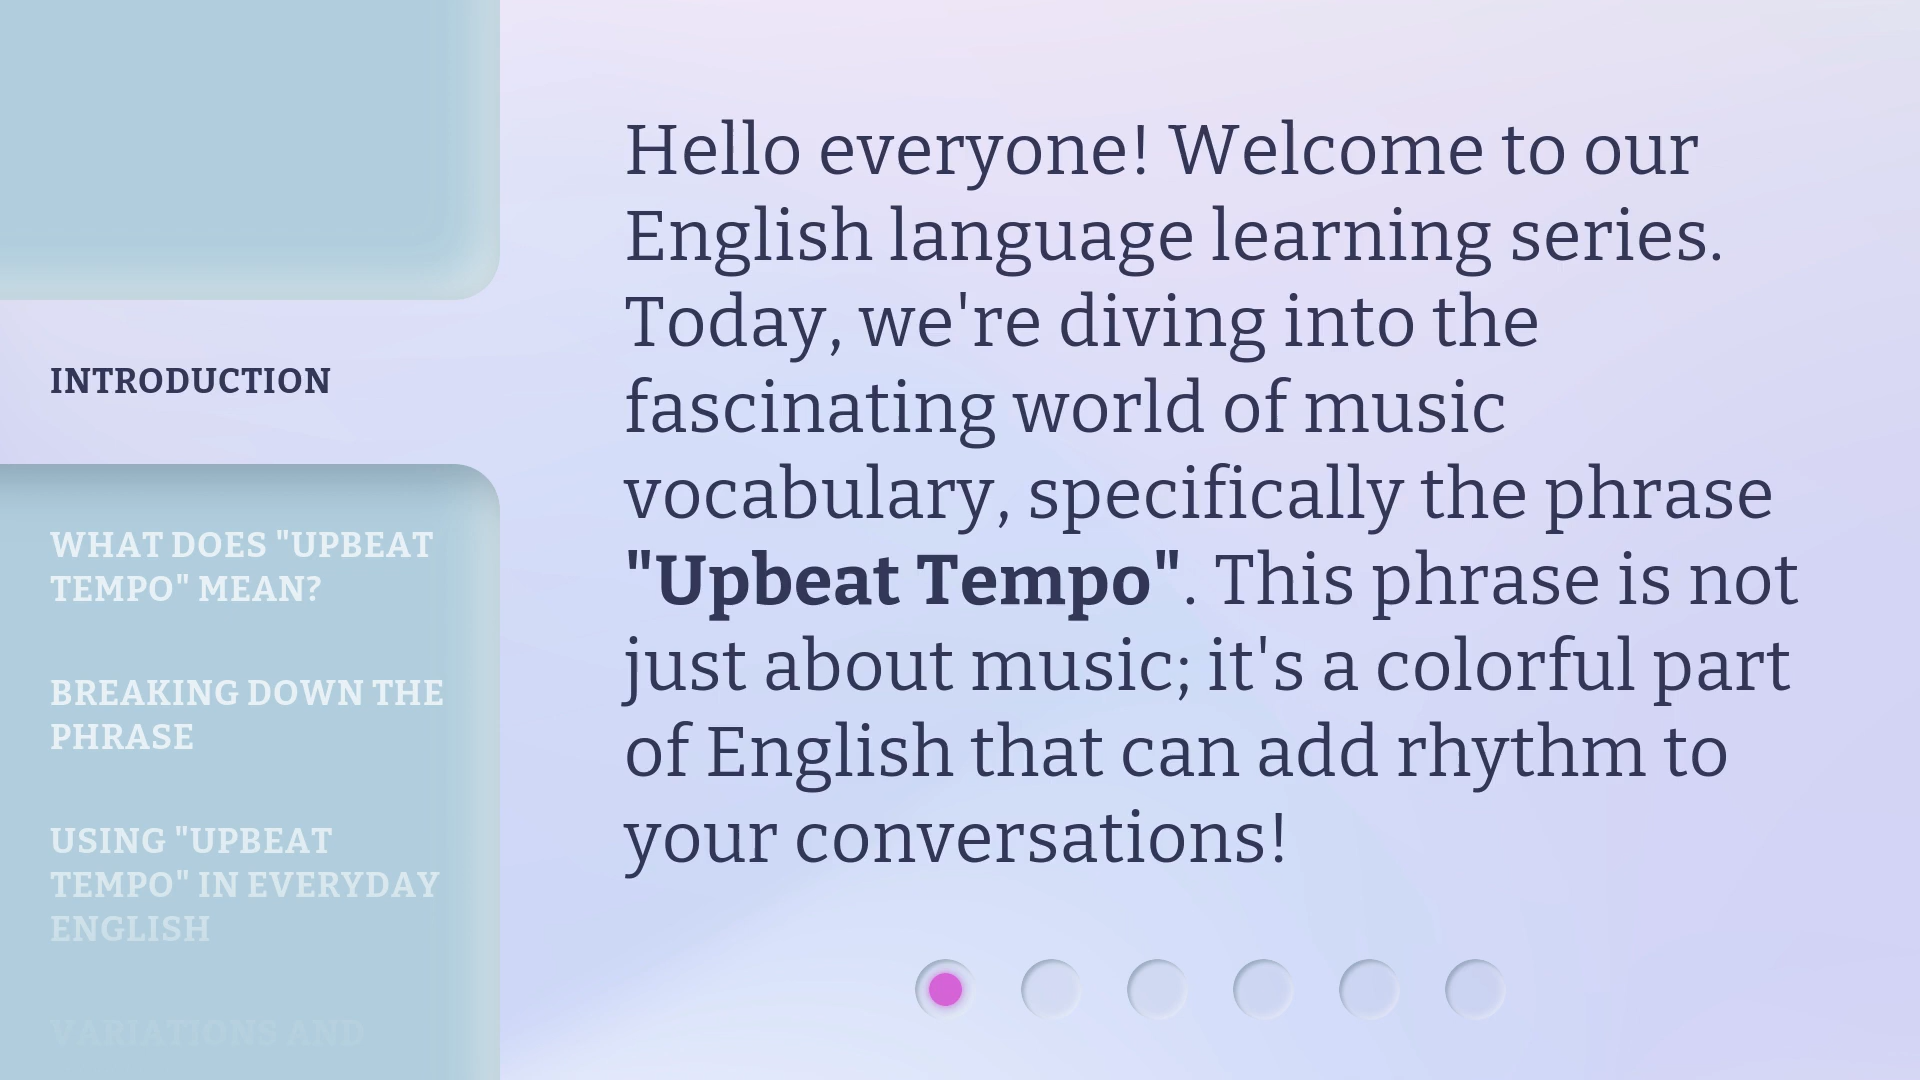 INTRODUCTION
WHAT DOES "UPBEAT
TEMPO" MEAN?
BREAKING DOWN THE
PHRASE
USING "UPBEAT
TEMPO" IN EVERYDAY
ENGLISH
VARIATIONS AND
Hello everyone! Welcome to our
English language learning series.
Today, we're diving into the
fascinating world of music
vocabulary, specifically the phrase
"Upbeat Tempo". This phrase is not
just about music; it's a colorful part
of English that can add rhythm to
your conversations!